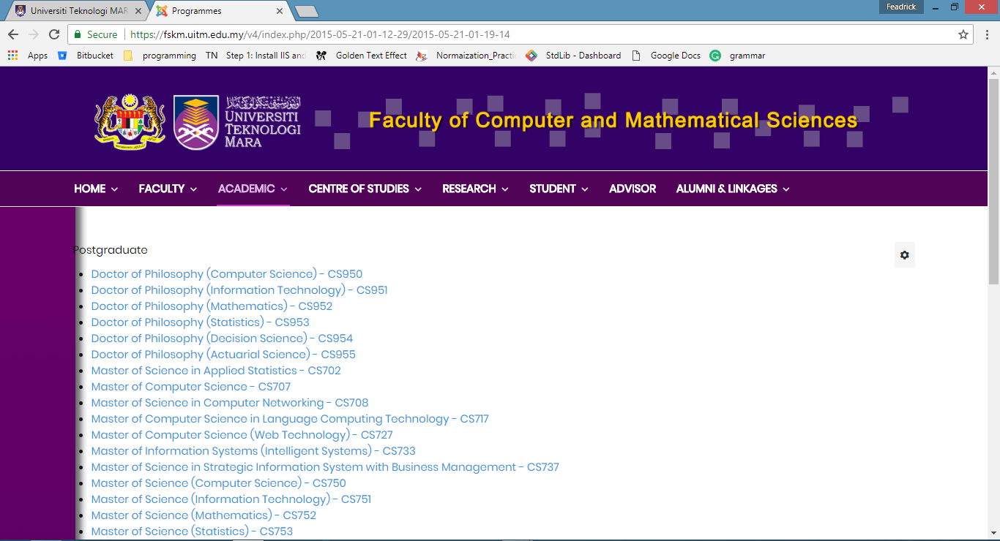 Universiti Teknologi MAR
Programmes
Feadrick
Secure
https://fskm.uitm.edu.my/v4/index.php/2015-05-21-01-12-29/2015-05-21-01-19-14
Apps Bitbucket programming TN Step 1: Install IIS and Golden Text Effect Normaization_Practic StdLib - Dashboard Google Docs grammar
UNIVERSITI
TEKNOLOGI
MARA
Faculty of Computer and Mathematical Sciences
HOME FACULTY ACADEMIC CENTRE OF STUDIES RESEARCH STUDENT ADVISOR ALUMNI & LINKAGES
Postgraduate
Doctor of Philosophy (Computer Science) - CS950
Doctor of Philosophy (Information Technology) - CS951
Doctor of Philosophy (Mathematics) - CS952
Doctor of Philosophy (Statistics) - CS953
Doctor of Philosophy (Decision Science) - CS954
Doctor of Philosophy (Actuarial Science) - CS955
Master of Science in Applied Statistics - CS702
Master of Computer Science - CS707
Master of Science in Computer Networking - CS708
Master of Computer Science in Language Computing Technology - CS717
Master of Computer Science (Web Technology) - CS727
Master of Information Systems (Intelligent Systems) - CS733
Master of Science in Strategic Information System with Business Management - CS737
Master of Science (Computer Science) - CS750
Master of Science (Information Technology) - CS751
Master of Science (Mathematics) - CS752
Master of Science (Statistics) - CS753